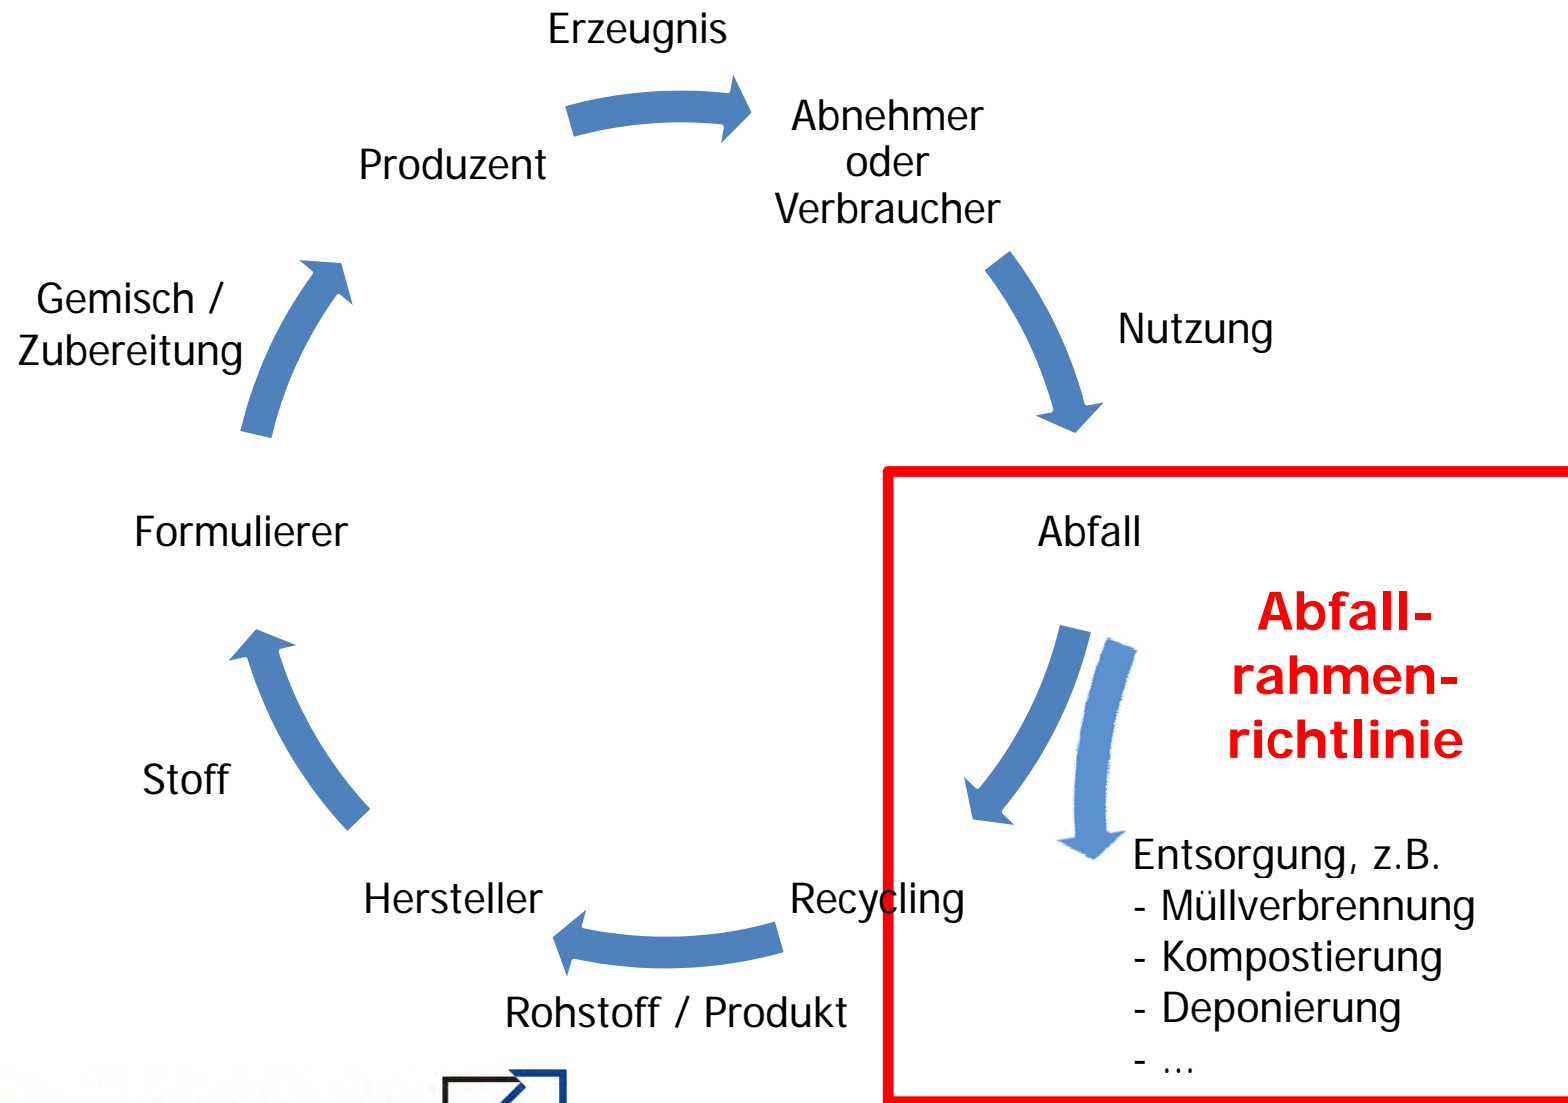 Erzeugnis
Abnehmer
oder
Verbraucher
Produzent
Gemisch /
Zubereitung
Nutzung
Formulierer
Abfall
Abfall-
rahmen-
richtlinie
Stoff
Hersteller
Recycling
Rohstoff / Produkt
Entsorgung, z.B.
- Müllverbrennung
- Kompostierung
- Deponierung
- ...